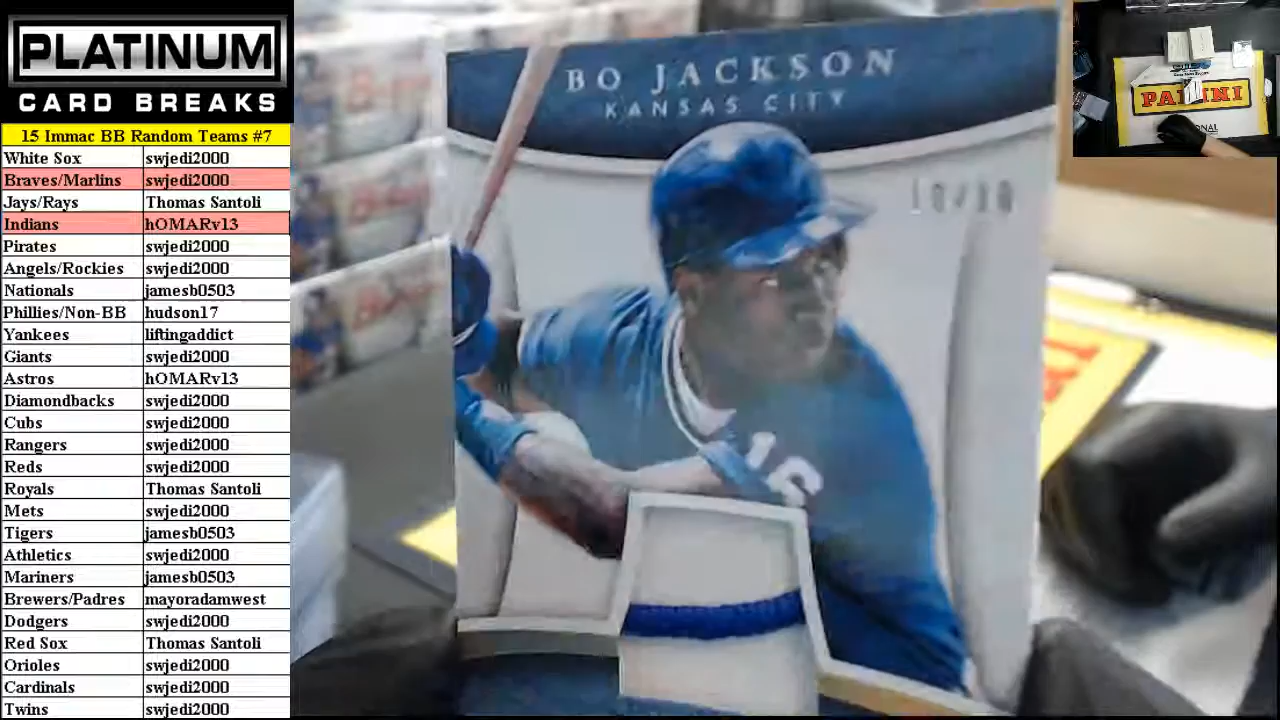 PLATINUM
CARD BREAKS
15 Immac BB Random Teams #7
White Sox swjedi2000
Braves/Marlins swjedi2000
Jays/Rays Thomas Santoli
Indians hOMARv13
Pirates swjedi2000
Angels/Rockies swjedi2000
Nationals jamesb0503
Phillies/Non-BB hudson17
Yankees liftingaddict
Giants swjedi2000
Astros hOMARv13
Diamondbacks swjedi2000
Cubs swjedi2000
Rangers swjedi2000
Reds swjedi2000
Royals Thomas Santoli
Mets swjedi2000
Tigers jamesb0503
Athletics swjedi2000
Mariners jamesb0503
Brewers/Padres mayoradamwest
Dodgers swjedi2000
Red Sox Thomas Santoli
Orioles swjedi2000
Cardinals swjedi2000
Twins swjedi2000
BO JACKSON
KANSAS CITY
10/10
16
PANINI